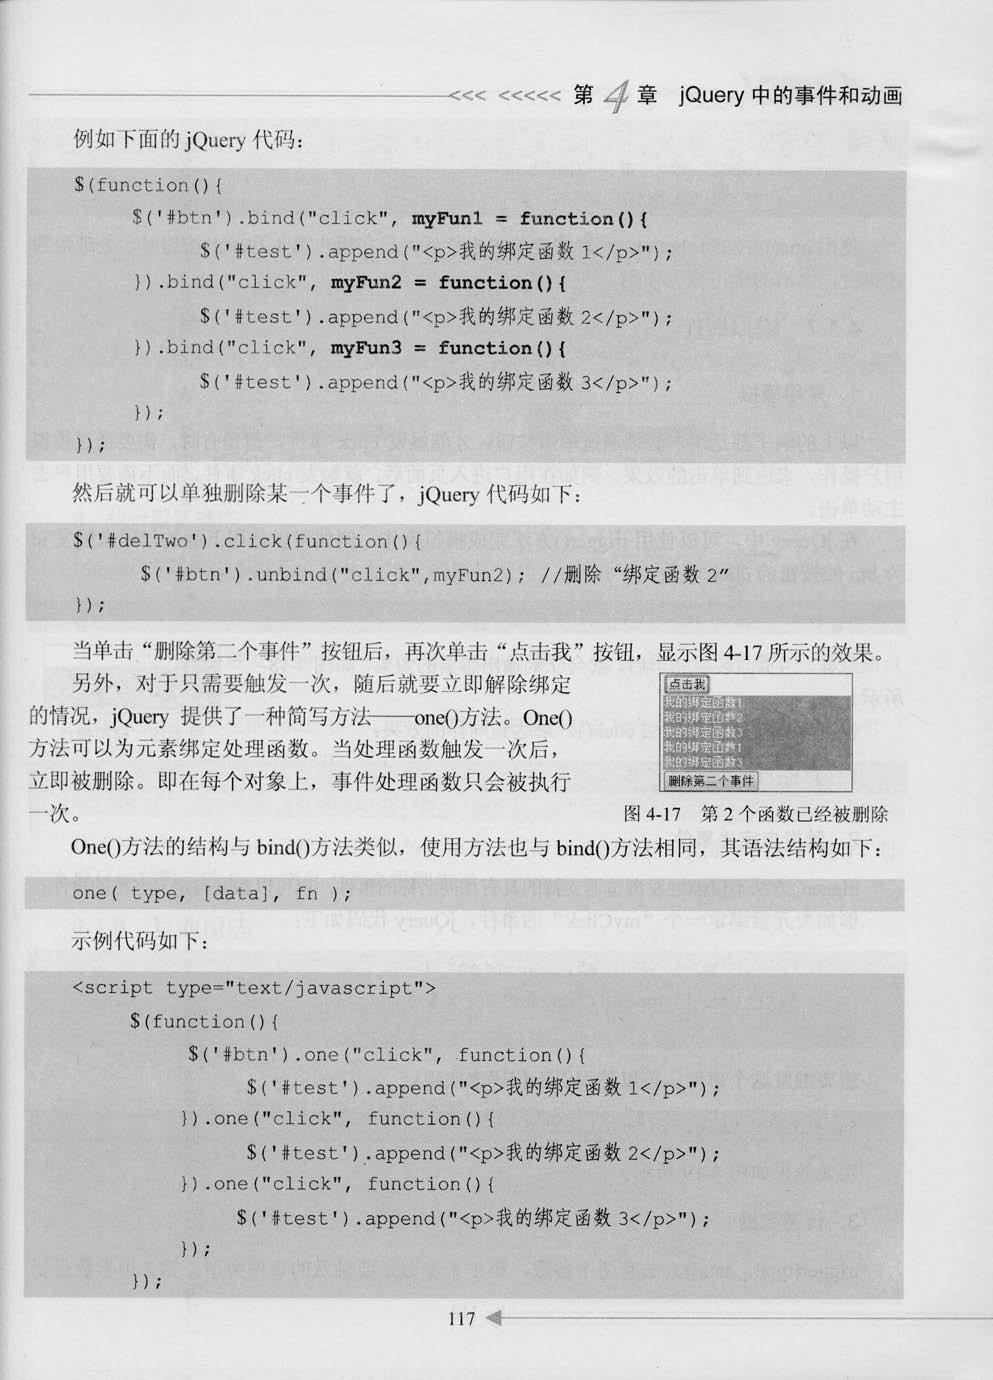 <<< <<<<< 第 4 章 jQuery 中的事件和动画
例如下面的 jQuery 代码：
$(function(){
$('#btn').bind("click", myFun1 = function(){
$('#test').append("<p>我的绑定函数 1</p>");
}).bind("click", myFun2 = function(){
$('#test').append("<p>我的绑定函数 2</p>");
}).bind("click", myFun3 = function(){
$('#test').append("<p>我的绑定函数 3</p>");
});
});
然后就可以单独删除某一个事件了，jQuery 代码如下：
$('#delTwo').click(function(){
$('#btn').unbind("click",myFun2); //删除 “绑定函数 2”
});
当单击“删除第二个事件”按钮后，再次单击“点击我”按钮，显示图 4-17 所示的效果。
另外，对于只需要触发一次，随后就要立即解除绑定
的情况，jQuery 提供了一种简写方法——one()方法。One()
方法可以为元素绑定处理函数。当处理函数触发一次后，
立即被删除。即在每个对象上，事件处理函数只会被执行
一次。
点击我
我的绑定函数1
我的绑定函数2
我的绑定函数3
我的绑定函数1
我的绑定函数3
删除第二个事件
图 4-17 第 2 个函数已经被删除
One()方法的结构与 bind()方法类似，使用方法也与 bind()方法相同，其语法结构如下：
one( type, [data], fn );
示例代码如下：
<script type="text/javascript">
$(function(){
$('#btn').one("click", function(){
$('#test').append("<p>我的绑定函数 1</p>");
}).one("click", function(){
$('#test').append("<p>我的绑定函数 2</p>");
}).one("click", function(){
$('#test').append("<p>我的绑定函数 3</p>");
});
});
117